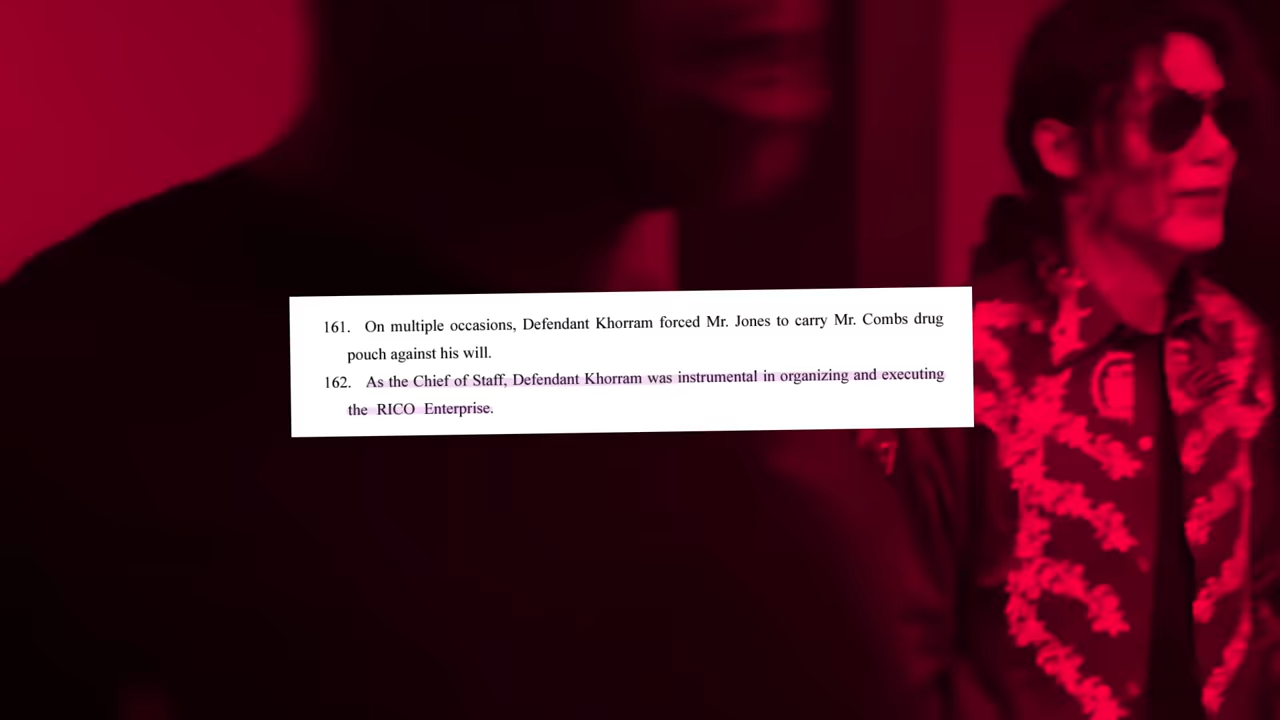 161. On multiple occasions, Defendant Khorram forced Mr. Jones to carry Mr. Combs drug
pouch against his will.
162. As the Chief of Staff, Defendant Khorram was instrumental in organizing and executing
the RICO Enterprise.